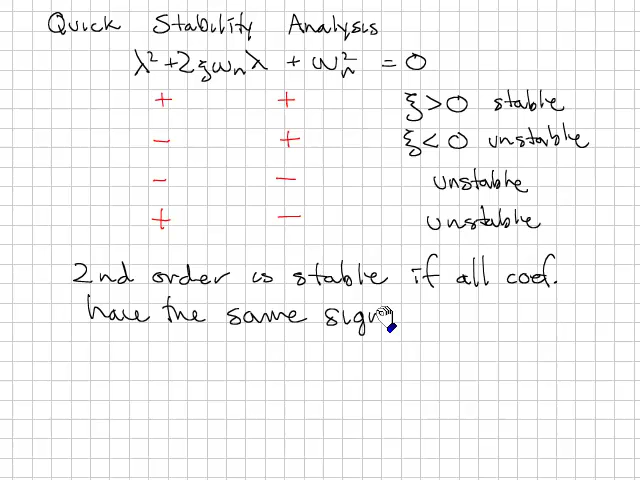 Quick Stability Analysis
λ² + 2ξωₙλ + ωₙ² = 0
+ + ξ > 0 stable
− + ξ < 0 unstable
− − unstable
+ − unstable
2nd order is stable if all coef.
have the same sign